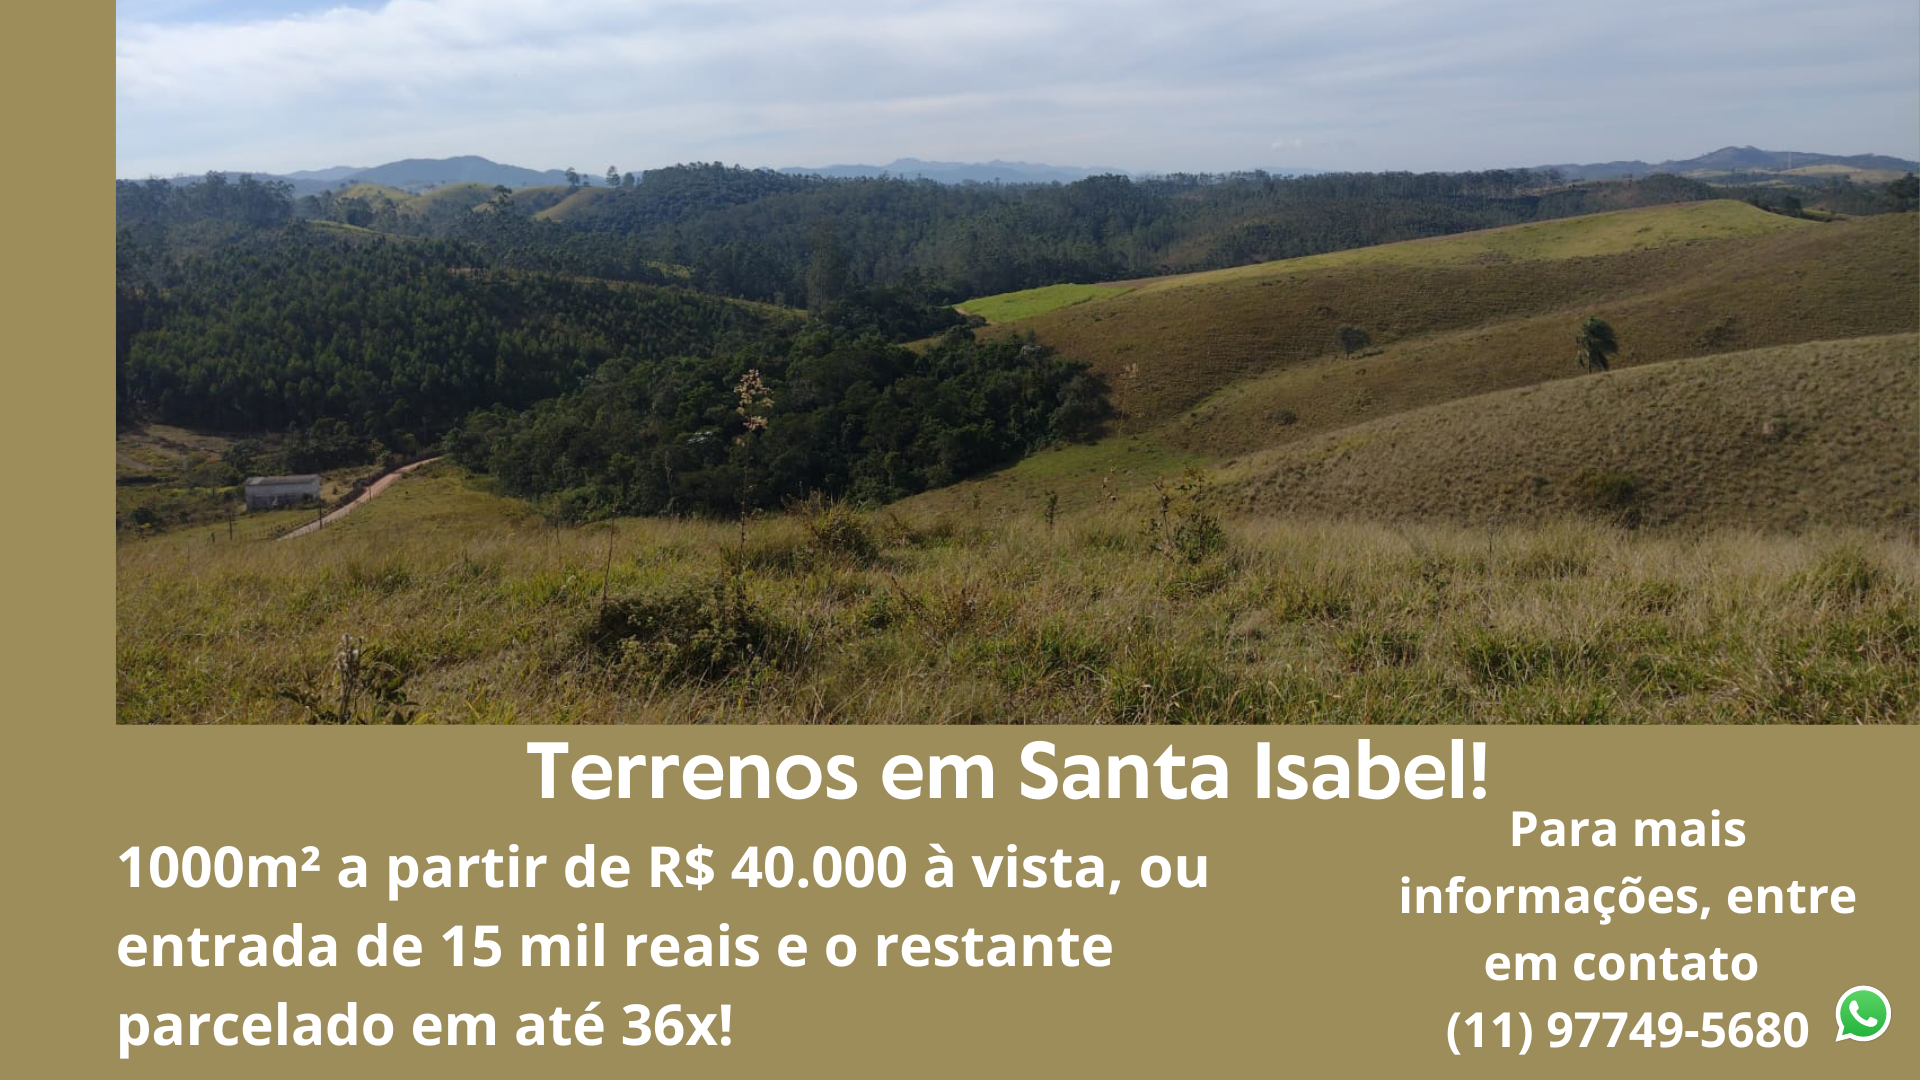 Terrenos em Santa Isabel!
1000m² a partir de R$ 40.000 à vista, ou
entrada de 15 mil reais e o restante
parcelado em até 36x!
Para mais
informações, entre
em contato
(11) 97749-5680